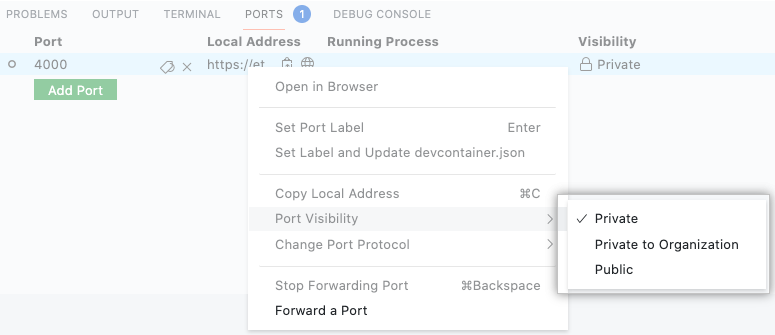 PROBLEMS OUTPUT TERMINAL PORTS 1 DEBUG CONSOLE
Port Local Address Running Process Visibility
4000 https://et Private
Add Port
Open in Browser
Set Port Label Enter
Set Label and Update devcontainer.json
Copy Local Address ⌘C
Port Visibility
Change Port Protocol
Stop Forwarding Port ⌘Backspace
Forward a Port
Private
Private to Organization
Public